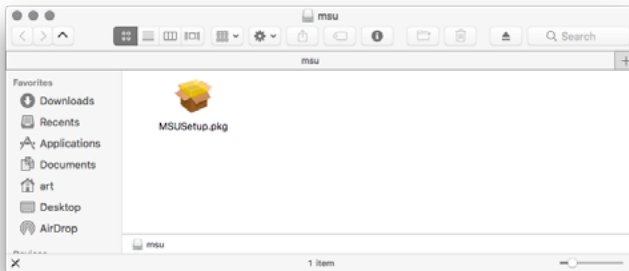 msu
Search
msu
Favorites
Downloads
Recents
Applications
Documents
art
Desktop
AirDrop
MSUSetup.pkg
msu
1 item